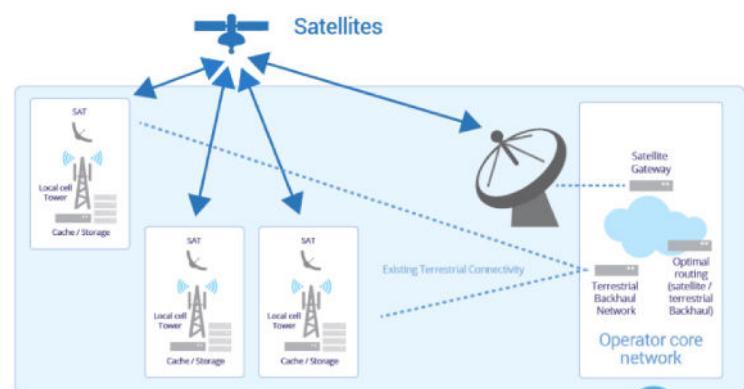 Satellites
SAT
Local cell
Tower
Cache / Storage
SAT
Local cell
Tower
Cache / Storage
SAT
Local cell
Tower
Cache / Storage
Existing Terrestrial Connectivity
Satellite
Gateway
Terrestrial
Backhaul
Network
Optimal
routing
(satellite /
terrestrial
Backhaul)
Operator core
network